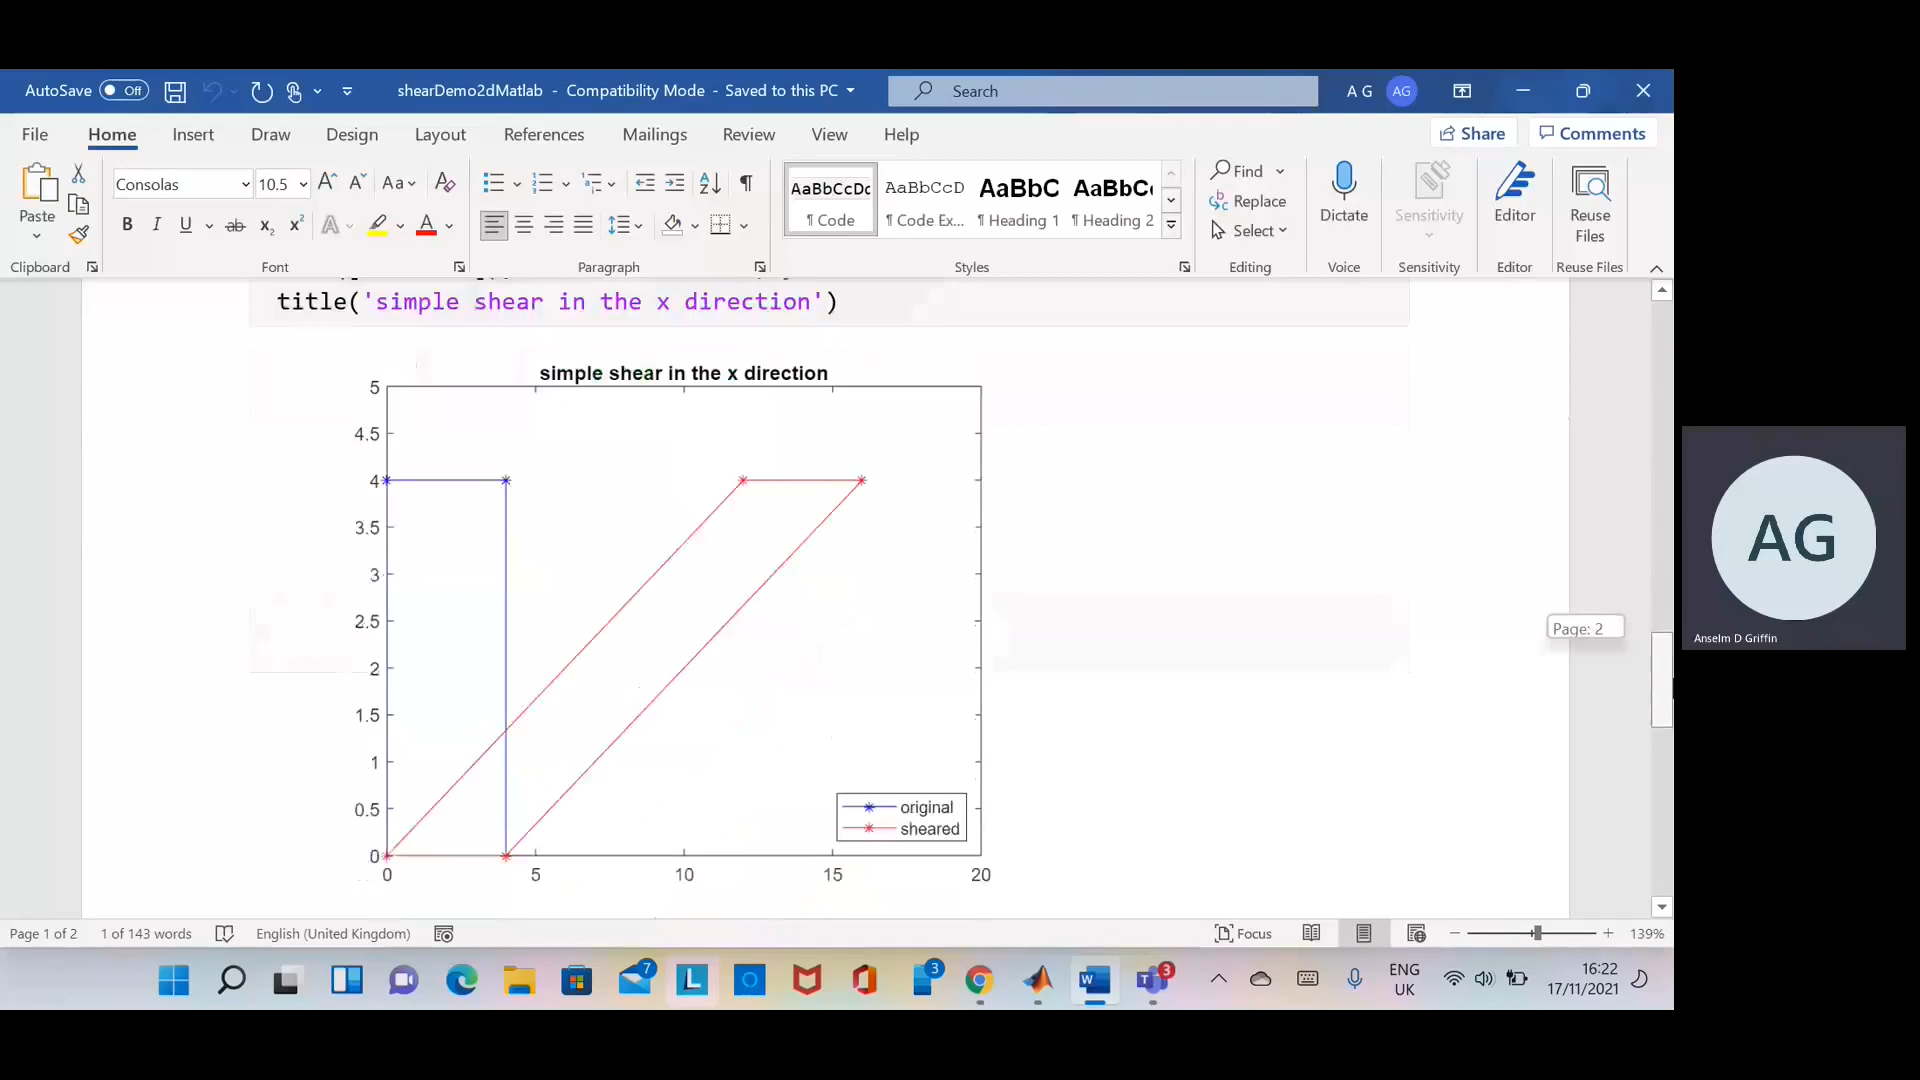 AutoSave Off shearDemo2dMatlab - Compatibility Mode - Saved to this PC Search A G AG
File Home Insert Draw Design Layout References Mailings Review View Help Share Comments
Paste Consolas 10.5 Aa AaBbCcDc AaBbCcD AaBbC AaBbC Find Replace Select Dictate Sensitivity Editor Reuse Files
¶ Code ¶ Code Ex... ¶ Heading 1 ¶ Heading 2
Clipboard Font Paragraph Styles Editing Voice Sensitivity Editor Reuse Files
title('simple shear in the x direction')
simple shear in the x direction
5
4.5
4
3.5
3
2.5
2
1.5
1
0.5
0
0 5 10 15 20
original
sheared
Page: 2
AG
Anselm D Griffin
Page 1 of 2 1 of 143 words English (United Kingdom) Focus 139%
7 3 3 ENG UK 16:22 17/11/2021